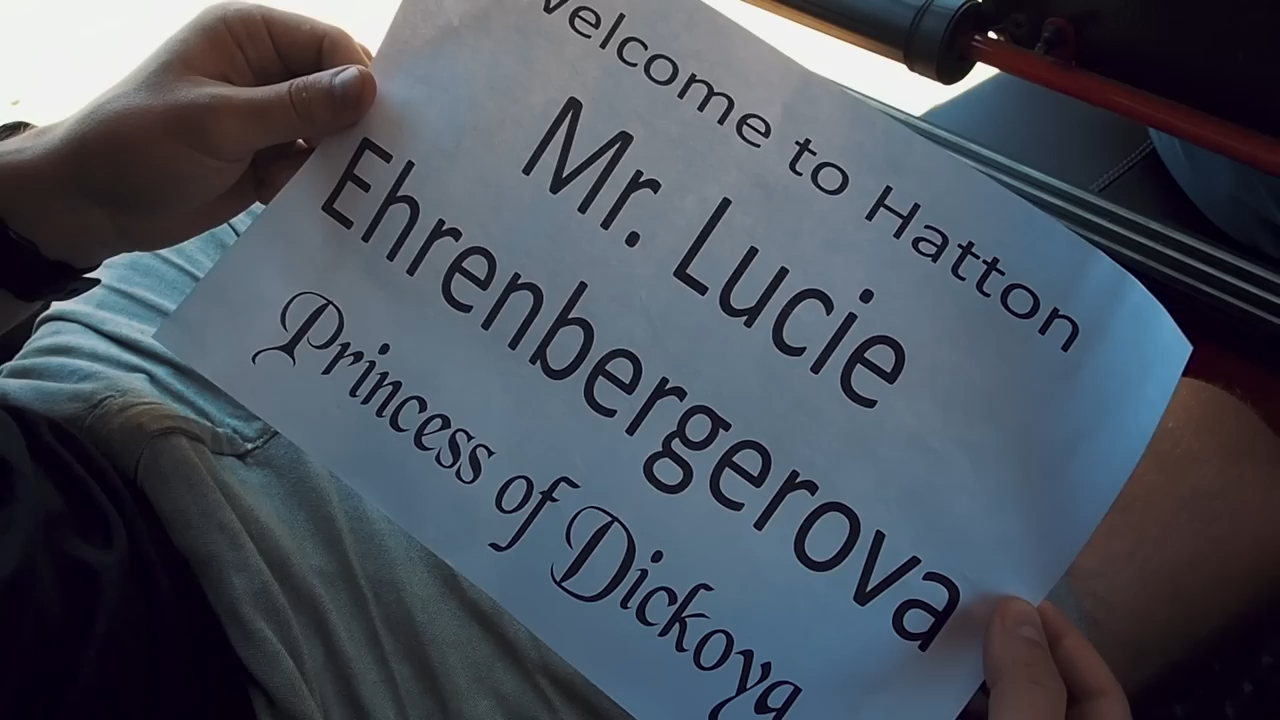 Welcome to Hatton
Mr. Lucie
Ehrenbergerova
Princess of Dickoya